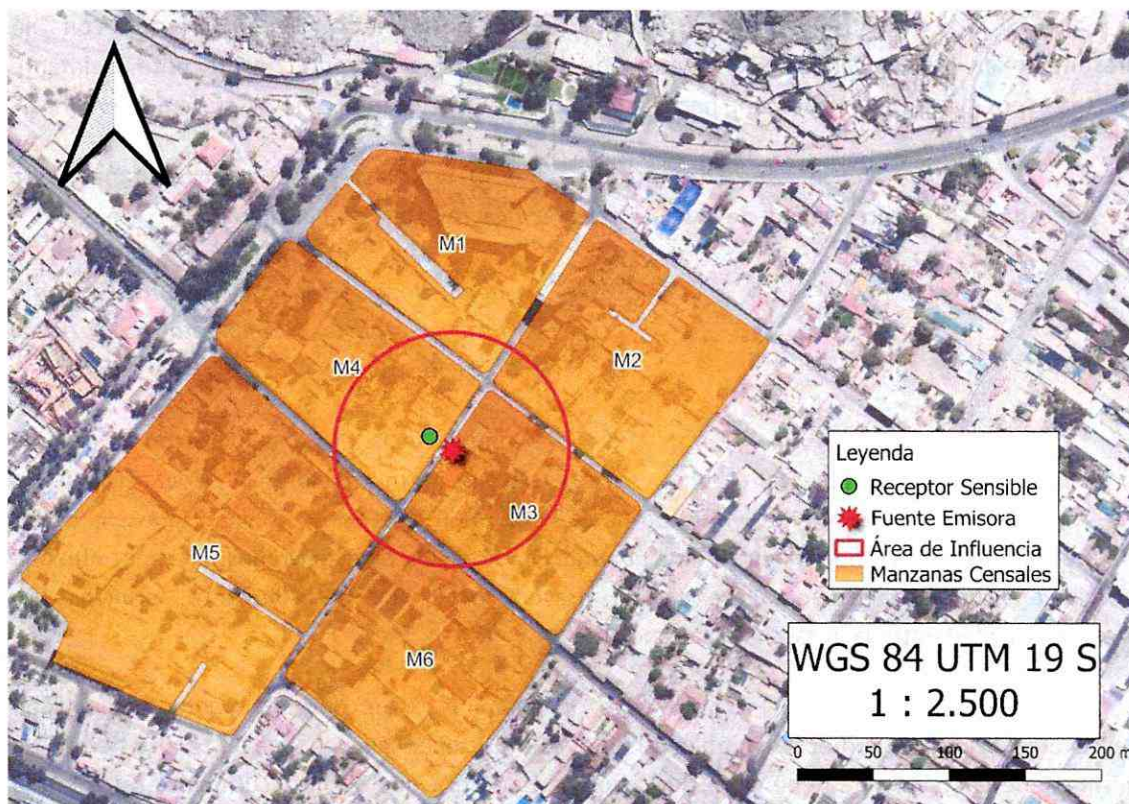 M1
M2
M4
M3
M5
M6
Leyenda
Receptor Sensible
Fuente Emisora
Área de Influencia
Manzanas Censales
WGS 84 UTM 19 S
1 : 2.500
0 50 100 150 200 m